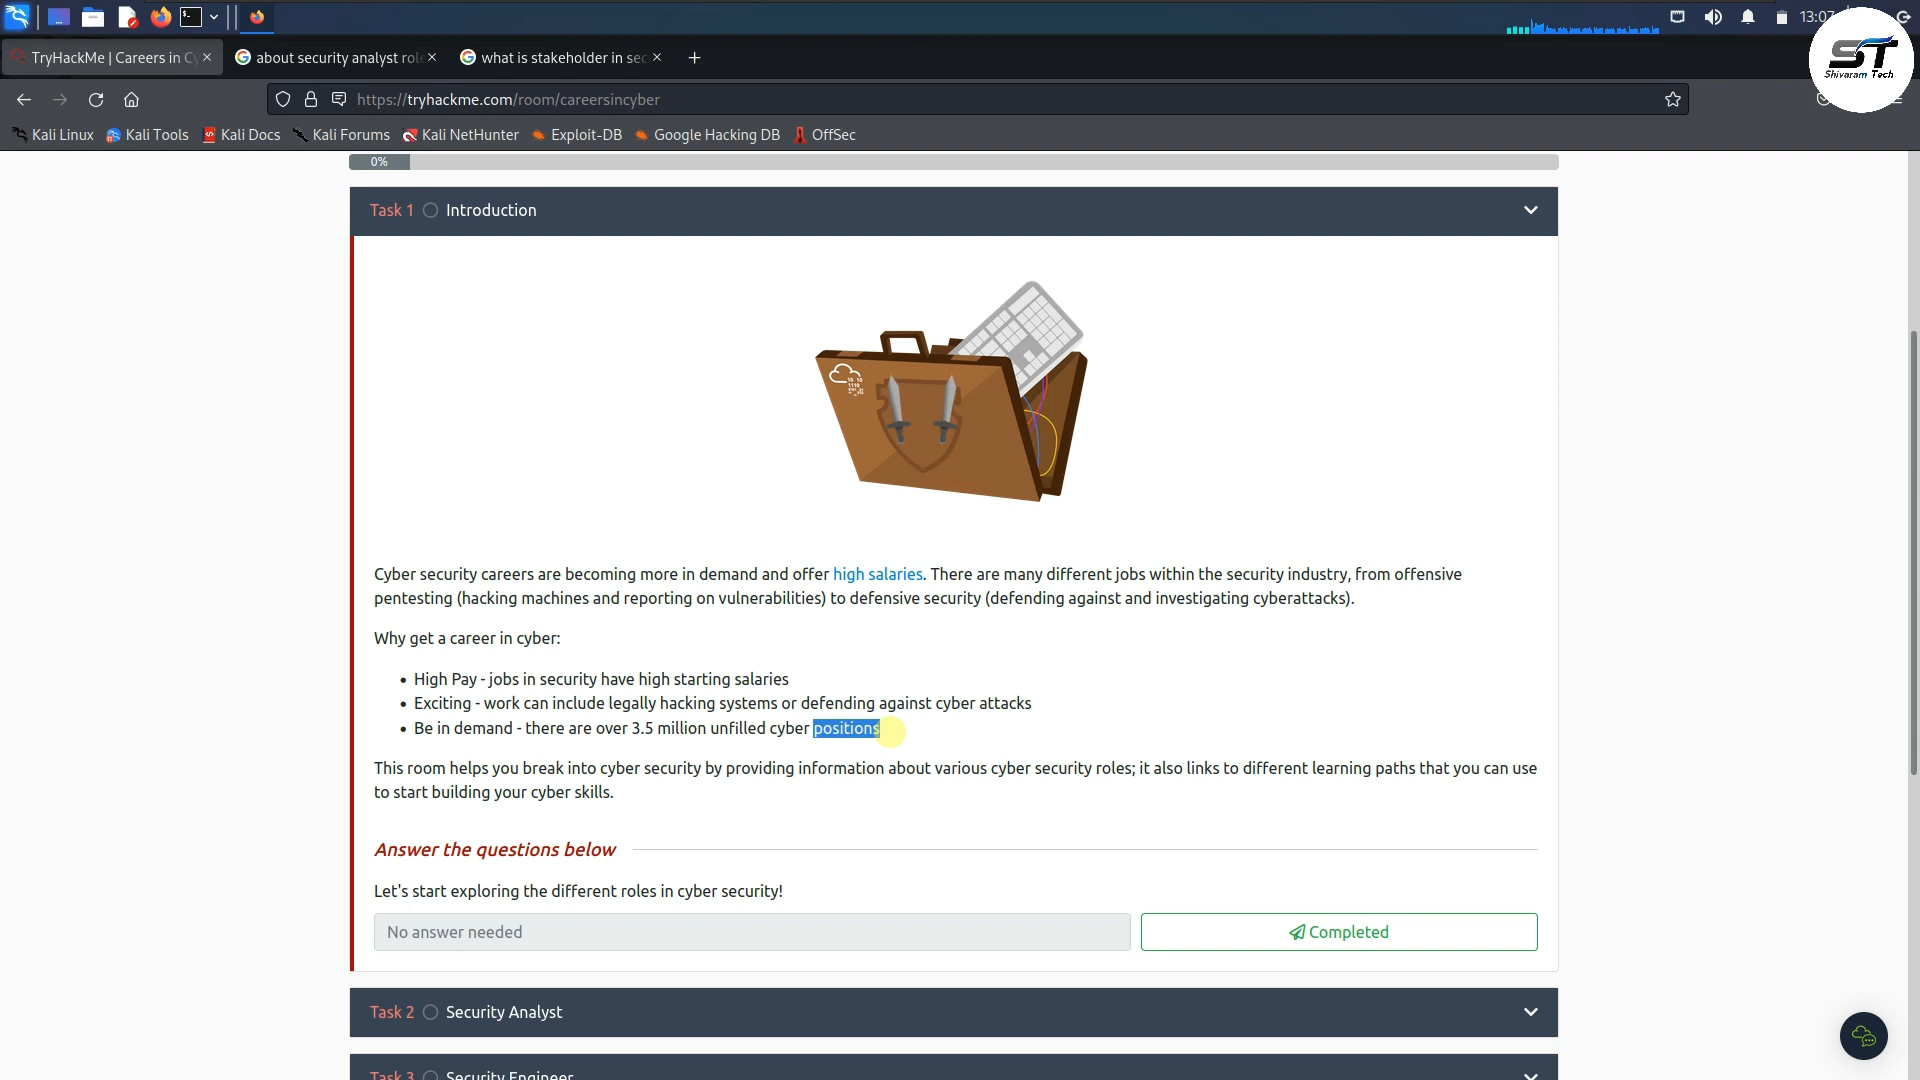 13:07
TryHackMe | Careers in Cy
about security analyst role
what is stakeholder in sec
ST
Shivaram Tech
https://tryhackme.com/room/careersincyber
Kali Linux
Kali Tools
Kali Docs
Kali Forums
Kali NetHunter
Exploit-DB
Google Hacking DB
OffSec
0%
Task 1 Introduction
Cyber security careers are becoming more in demand and offer high salaries. There are many different jobs within the security industry, from offensive
pentesting (hacking machines and reporting on vulnerabilities) to defensive security (defending against and investigating cyberattacks).
Why get a career in cyber:
• High Pay - jobs in security have high starting salaries
• Exciting - work can include legally hacking systems or defending against cyber attacks
• Be in demand - there are over 3.5 million unfilled cyber positions
This room helps you break into cyber security by providing information about various cyber security roles; it also links to different learning paths that you can use
to start building your cyber skills.
Answer the questions below
Let's start exploring the different roles in cyber security!
No answer needed
Completed
Task 2 Security Analyst
Task 3 Security Engineer